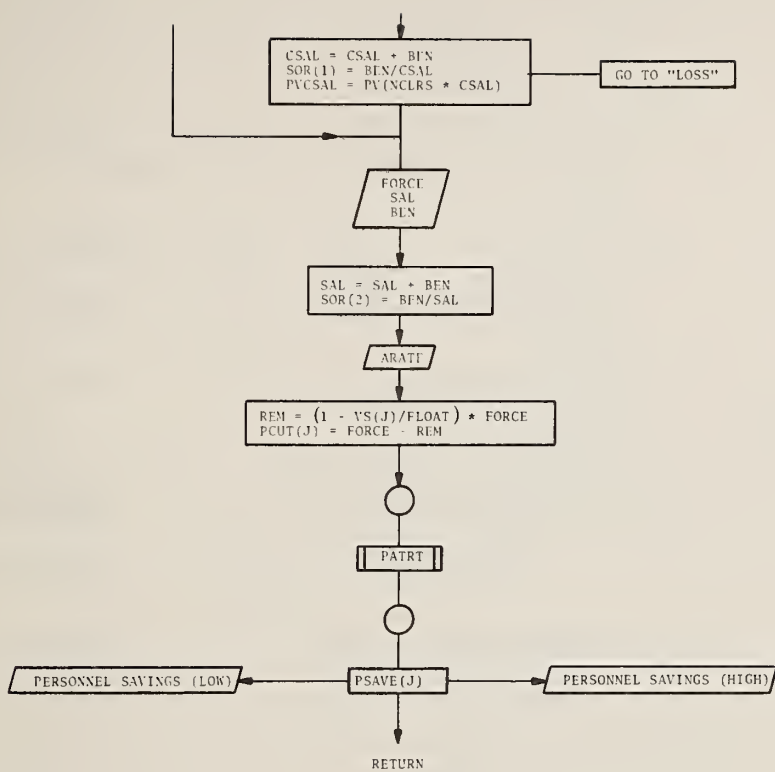 CSAL = CSAL + BEN
SOR(1) = BEN/CSAL
PVCSAL = PV(NCLRS * CSAL)
GO TO "LOSS"
FORCE
SAL
BEN
SAL = SAL + BEN
SOR(2) = BEN/SAL
ARATE
REM = (1 - VS(J)/FLOAT) * FORCE
PCUT(J) = FORCE - REM
PATRT
PERSONNEL SAVINGS (LOW)
PSAVE(J)
PERSONNEL SAVINGS (HIGH)
RETURN